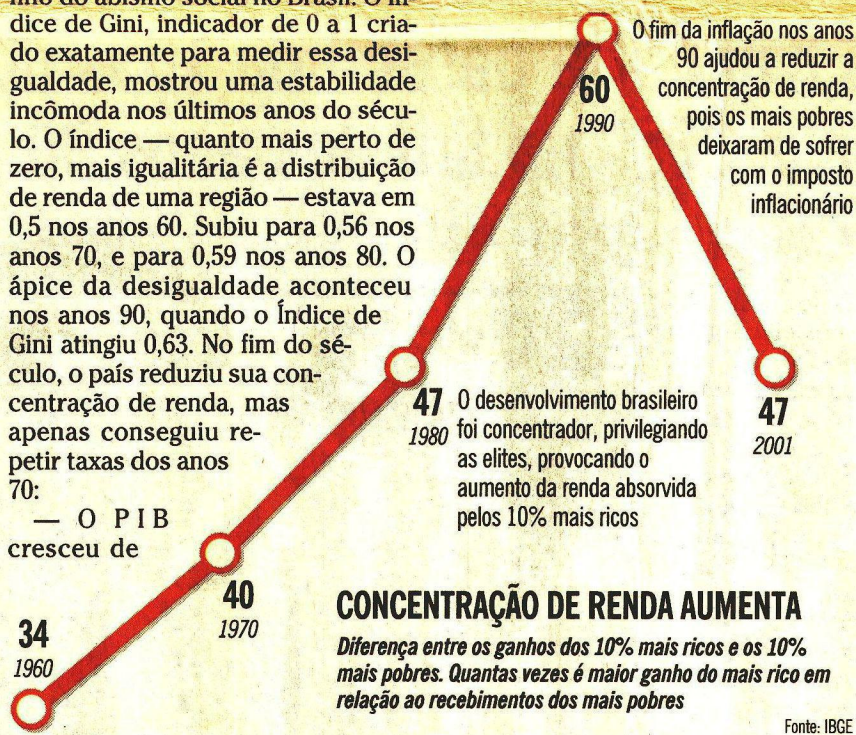 dice de Gini, indicador de 0 a 1 cria-
do exatamente para medir essa desi-
gualdade, mostrou uma estabilidade
incômoda nos últimos anos do sécu-
lo. O índice — quanto mais perto de
zero, mais igualitária é a distribuição
de renda de uma região — estava em
0,5 nos anos 60. Subiu para 0,56 nos
anos 70, e para 0,59 nos anos 80. O
ápice da desigualdade aconteceu
nos anos 90, quando o Índice de
Gini atingiu 0,63. No fim do sé-
culo, o país reduziu sua con-
centração de renda, mas
apenas conseguiu re-
petir taxas dos anos
70:
— O PIB
cresceu de
34
1960
40
1970
47
1980
O desenvolvimento brasileiro
foi concentrador, privilegiando
as elites, provocando o
aumento da renda absorvida
pelos 10% mais ricos
60
1990
O fim da inflação nos anos
90 ajudou a reduzir a
concentração de renda,
pois os mais pobres
deixaram de sofrer
com o imposto
inflacionário
47
2001
CONCENTRAÇÃO DE RENDA AUMENTA
Diferença entre os ganhos dos 10% mais ricos e os 10%
mais pobres. Quantas vezes é maior ganho do mais rico em
relação ao recebimentos dos mais pobres
Fonte: IBGE